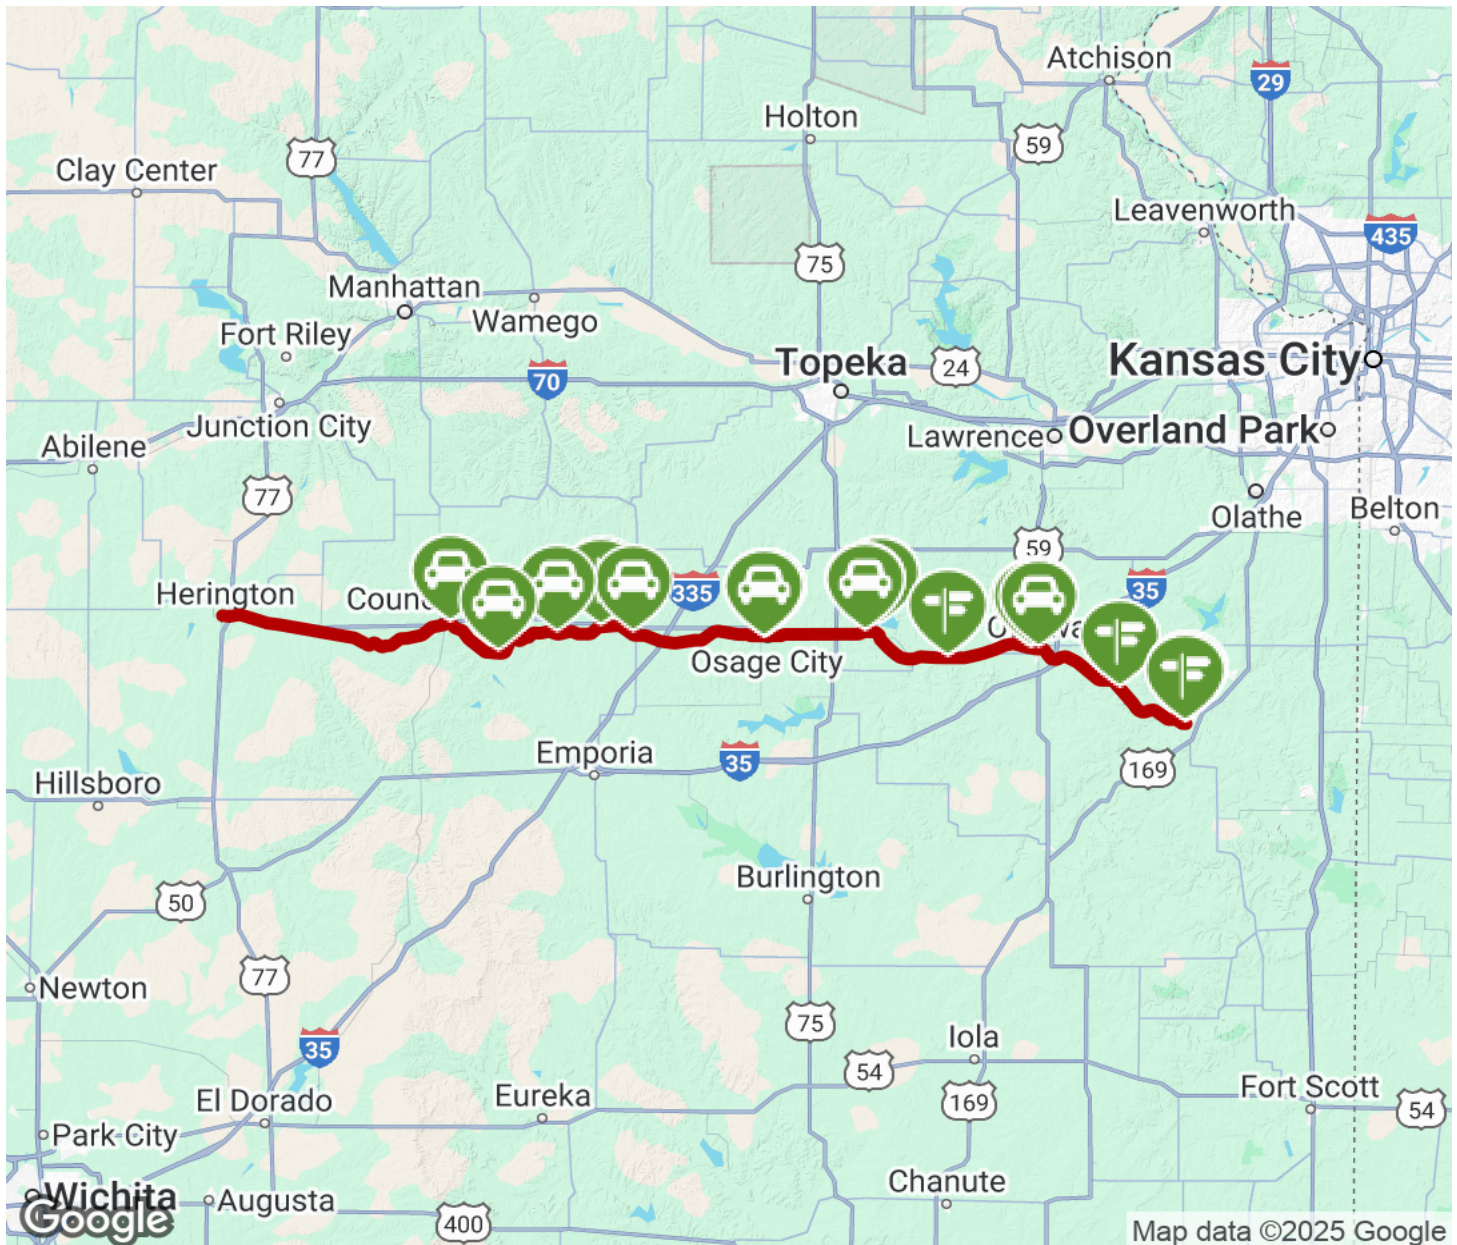 Atchison
29
Holton
77
59
Clay Center
Leavenworth
435
75
Manhattan
Wamego
Fort Riley
Topeka
24
Kansas City
70
Junction City
Lawrence
Overland Park
Abilene
77
Olathe
Belton
59
Herington
335
35
Osage City
Emporia
35
169
Hillsboro
Burlington
50
77
Newton
75
35
Iola
54
El Dorado
Eureka
169
Fort Scott
54
Park City
Chanute
Wichita
Augusta
400
Google
Map data ©2025 Google